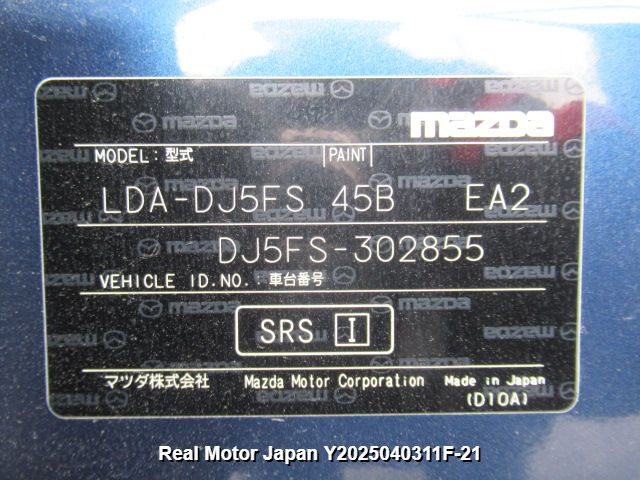 mazda
MODEL: 型式 PAINT
LDA-DJ5FS 45B EA2
DJ5FS-302855
VEHICLE ID.NO.: 車台番号
SRS I
マツダ株式会社 Mazda Motor Corporation Made in Japan
(D10A)
Real Motor Japan Y2025040311F-21